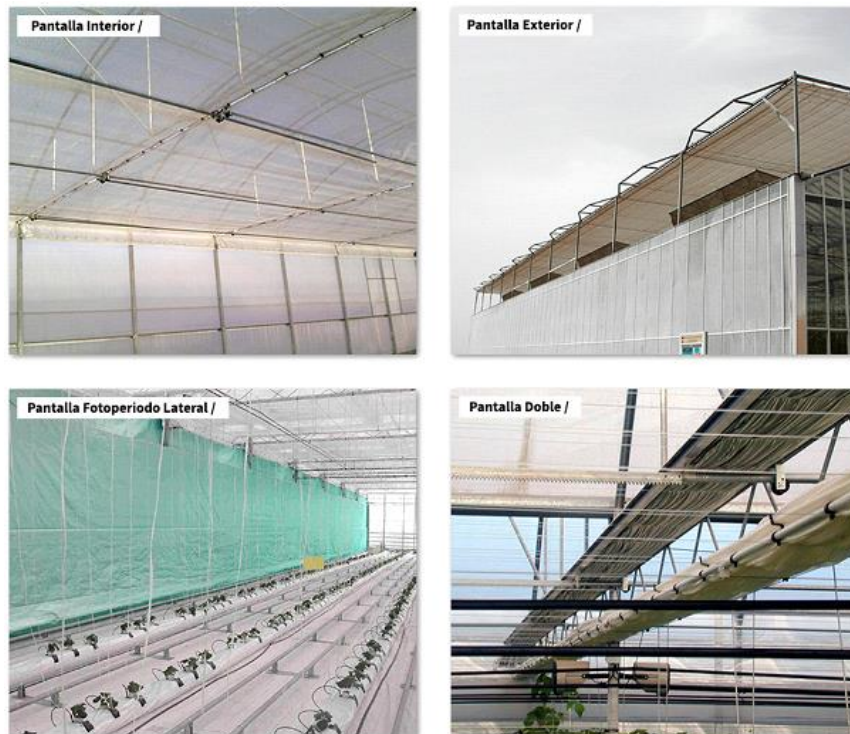 Pantalla Interior /
Pantalla Exterior /
Pantalla Fotoperiodo Lateral /
Pantalla Doble /